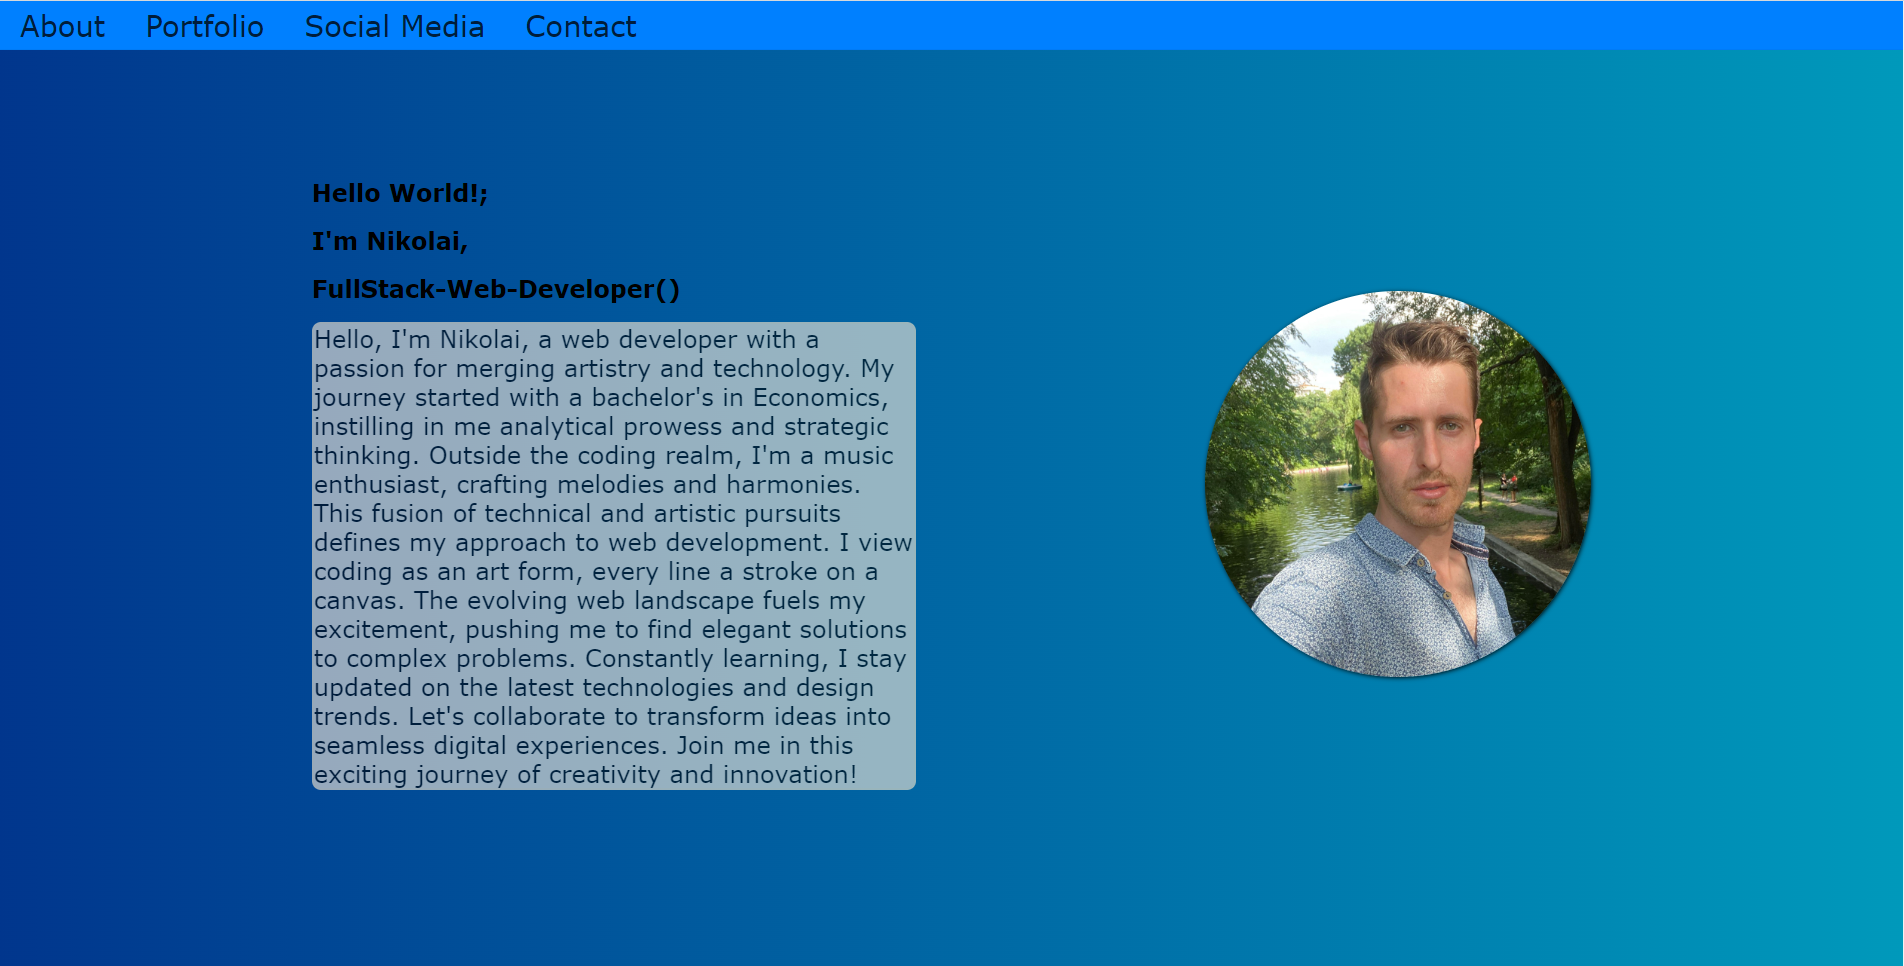 About Portfolio Social Media Contact
Hello World!;
I'm Nikolai,
FullStack-Web-Developer()
Hello, I'm Nikolai, a web developer with a
passion for merging artistry and technology. My
journey started with a bachelor's in Economics,
instilling in me analytical prowess and strategic
thinking. Outside the coding realm, I'm a music
enthusiast, crafting melodies and harmonies.
This fusion of technical and artistic pursuits
defines my approach to web development. I view
coding as an art form, every line a stroke on a
canvas. The evolving web landscape fuels my
excitement, pushing me to find elegant solutions
to complex problems. Constantly learning, I stay
updated on the latest technologies and design
trends. Let's collaborate to transform ideas into
seamless digital experiences. Join me in this
exciting journey of creativity and innovation!